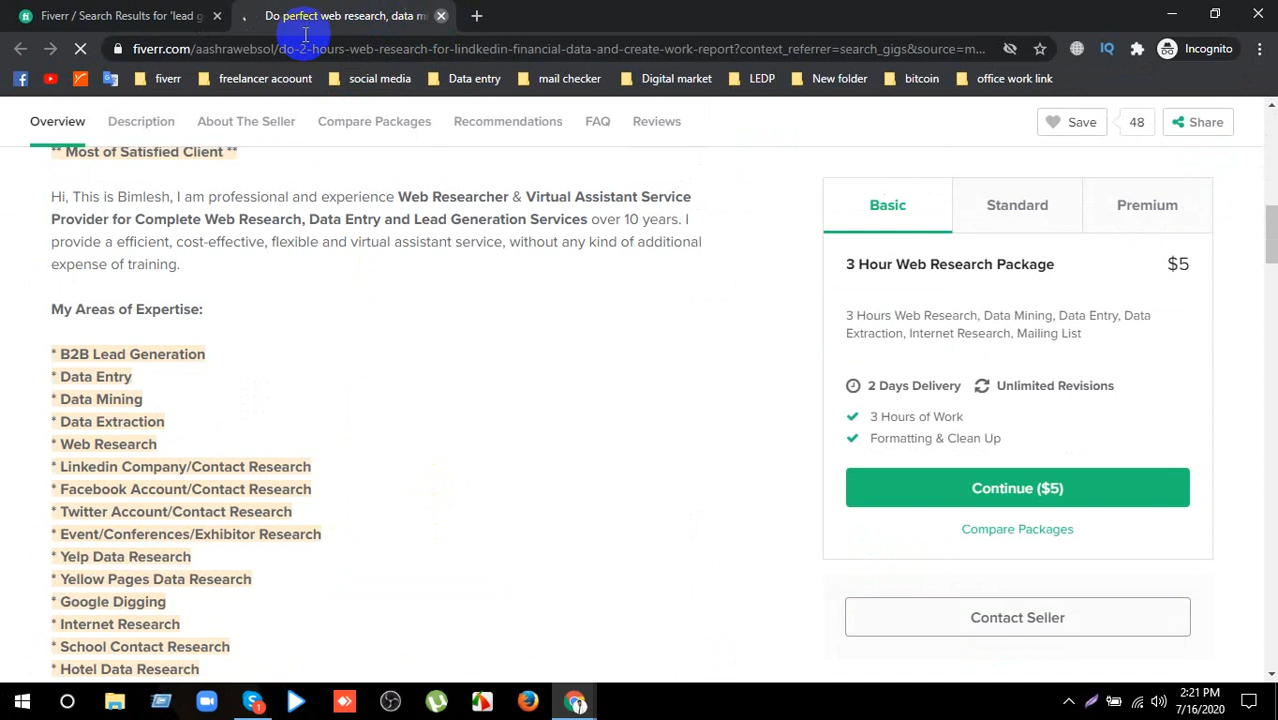 Fiverr / Search Results for 'lead g
Do perfect web research, data mi
fiverr.com/aashrawebsol/do-2-hours-web-research-for-lindkedin-financial-data-and-create-work-report?context_referrer=search_gigs&source=m...
Incognito
fiverr
freelancer acount
social media
Data entry
mail checker
Digital market
LEDP
New folder
bitcoin
office work link
Overview
Description
About The Seller
Compare Packages
Recommendations
FAQ
Reviews
Save
48
Share
** Most of Satisfied Client **
Hi, This is Bimlesh, I am professional and experience Web Researcher & Virtual Assistant Service
Provider for Complete Web Research, Data Entry and Lead Generation Services over 10 years. I
provide a efficient, cost-effective, flexible and virtual assistant service, without any kind of additional
expense of training.
My Areas of Expertise:
* B2B Lead Generation
* Data Entry
* Data Mining
* Data Extraction
* Web Research
* Linkedin Company/Contact Research
* Facebook Account/Contact Research
* Twitter Account/Contact Research
* Event/Conferences/Exhibitor Research
* Yelp Data Research
* Yellow Pages Data Research
* Google Digging
* Internet Research
* School Contact Research
* Hotel Data Research
Basic
Standard
Premium
3 Hour Web Research Package
$5
3 Hours Web Research, Data Mining, Data Entry, Data
Extraction, Internet Research, Mailing List
2 Days Delivery
Unlimited Revisions
3 Hours of Work
Formatting & Clean Up
Continue ($5)
Compare Packages
Contact Seller
2:21 PM
7/16/2020